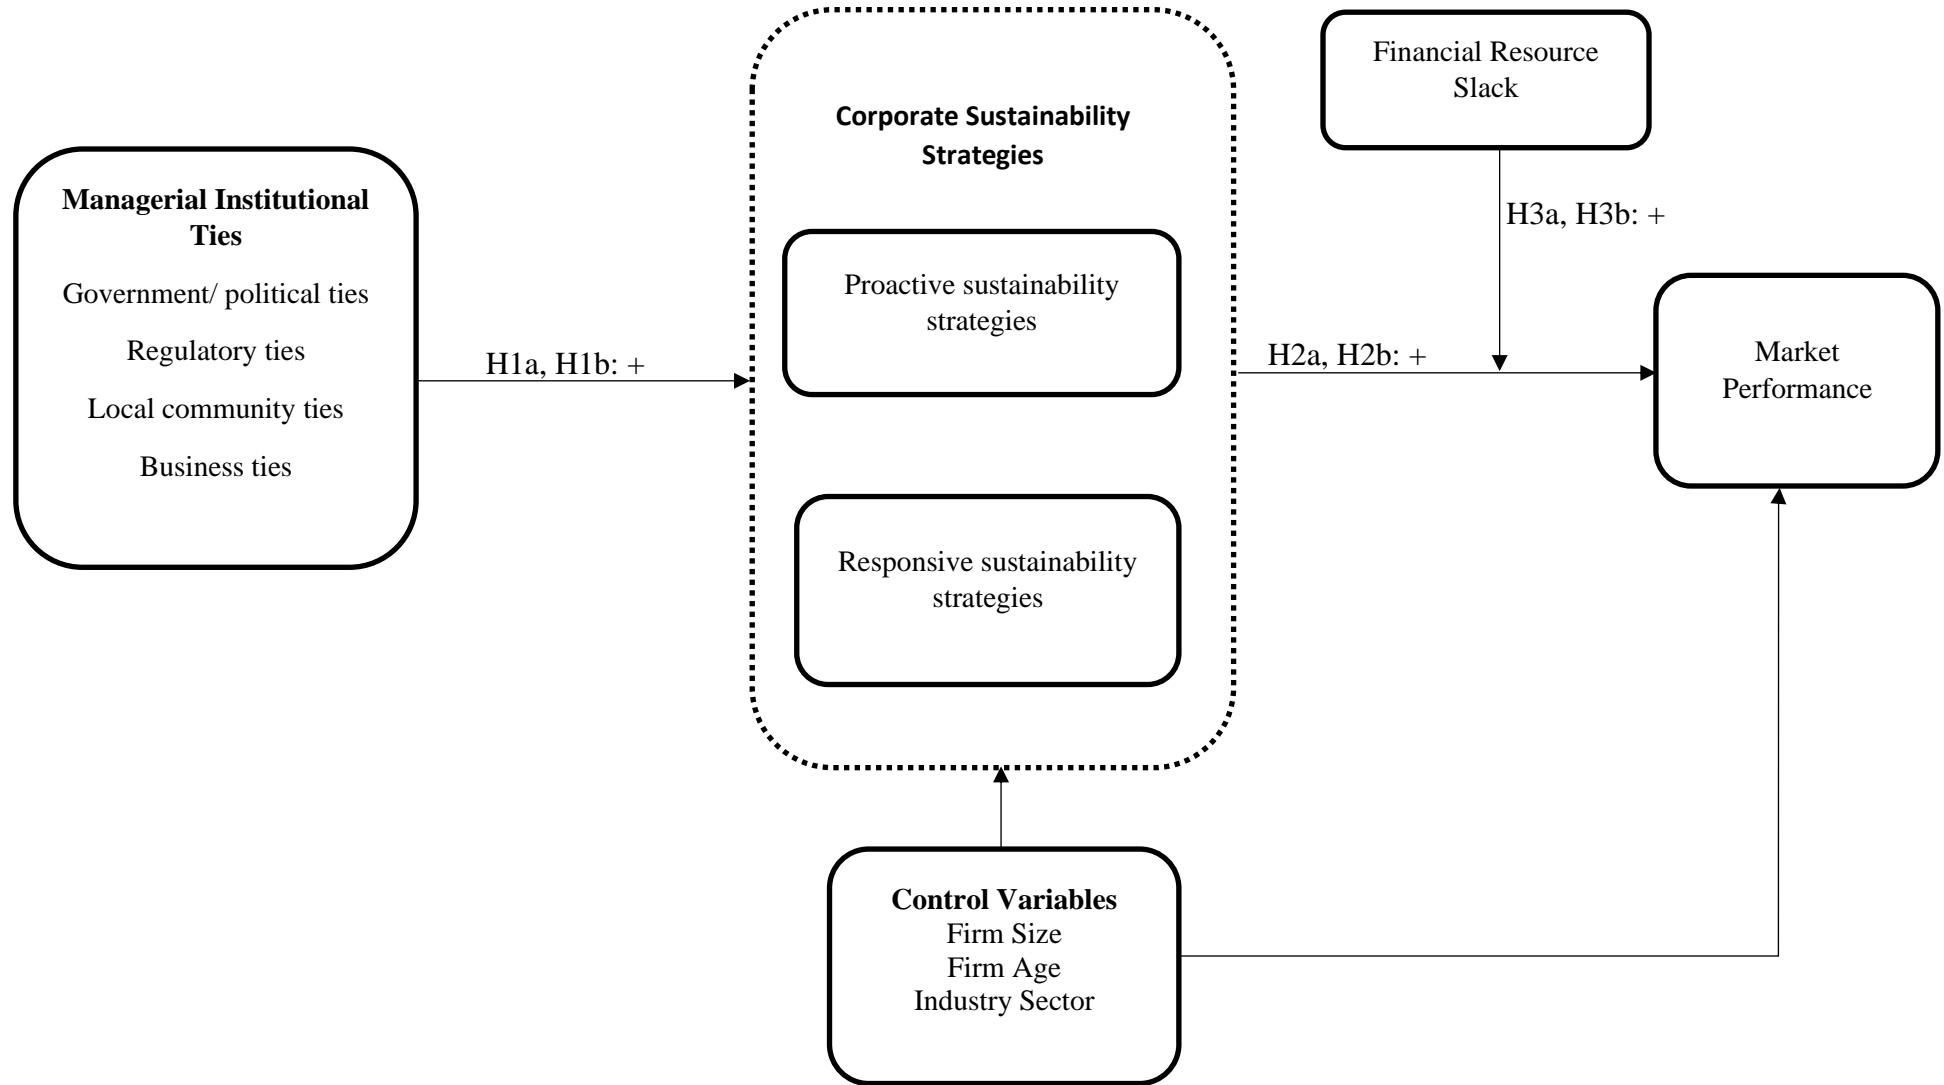 Managerial Institutional
Ties
Government/ political ties
Regulatory ties
Local community ties
Business ties
H1a, H1b: +
Corporate Sustainability
Strategies
Proactive sustainability
strategies
Responsive sustainability
strategies
H2a, H2b: +
Financial Resource
Slack
H3a, H3b: +
Market
Performance
Control Variables
Firm Size
Firm Age
Industry Sector